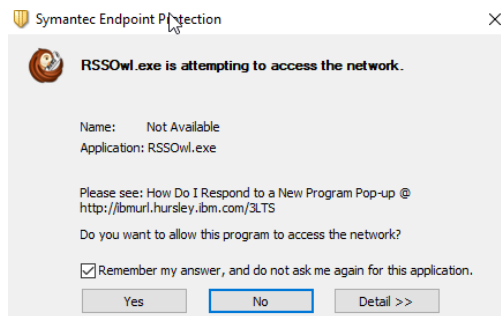 Symantec Endpoint Protection
RSSOwl.exe is attempting to access the network.
Name: Not Available
Application: RSSOwl.exe
Please see: How Do I Respond to a New Program Pop-up @
http://ibmurl.hursley.ibm.com/3LTS
Do you want to allow this program to access the network?
Remember my answer, and do not ask me again for this application.
Yes
No
Detail >>